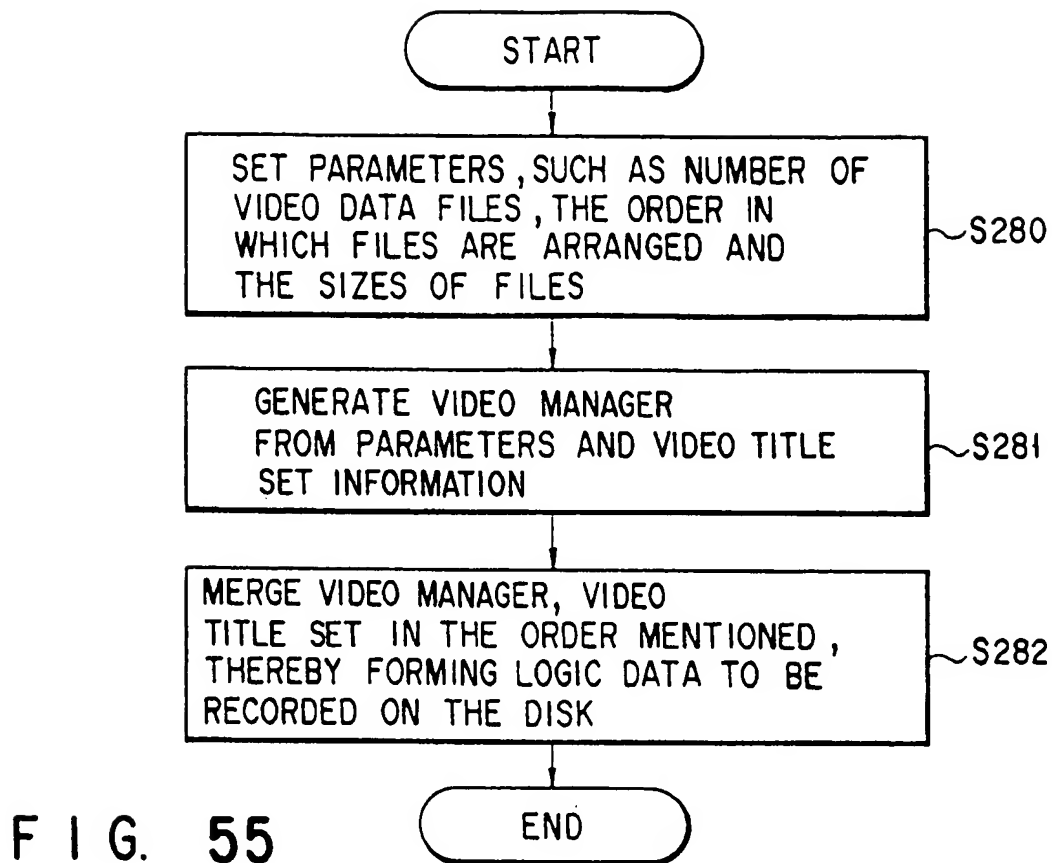 START
SET PARAMETERS, SUCH AS NUMBER OF
VIDEO DATA FILES, THE ORDER IN
WHICH FILES ARE ARRANGED AND
THE SIZES OF FILES
S280
GENERATE VIDEO MANAGER
FROM PARAMETERS AND VIDEO TITLE
SET INFORMATION
S281
MERGE VIDEO MANAGER, VIDEO
TITLE SET IN THE ORDER MENTIONED,
THEREBY FORMING LOGIC DATA TO BE
RECORDED ON THE DISK
S282
END
FIG. 55